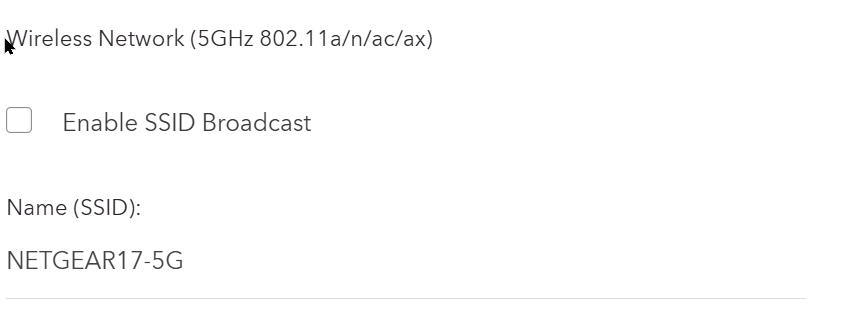 Wireless Network (5GHz 802.11a/n/ac/ax)
Enable SSID Broadcast
Name (SSID):
NETGEAR17-5G